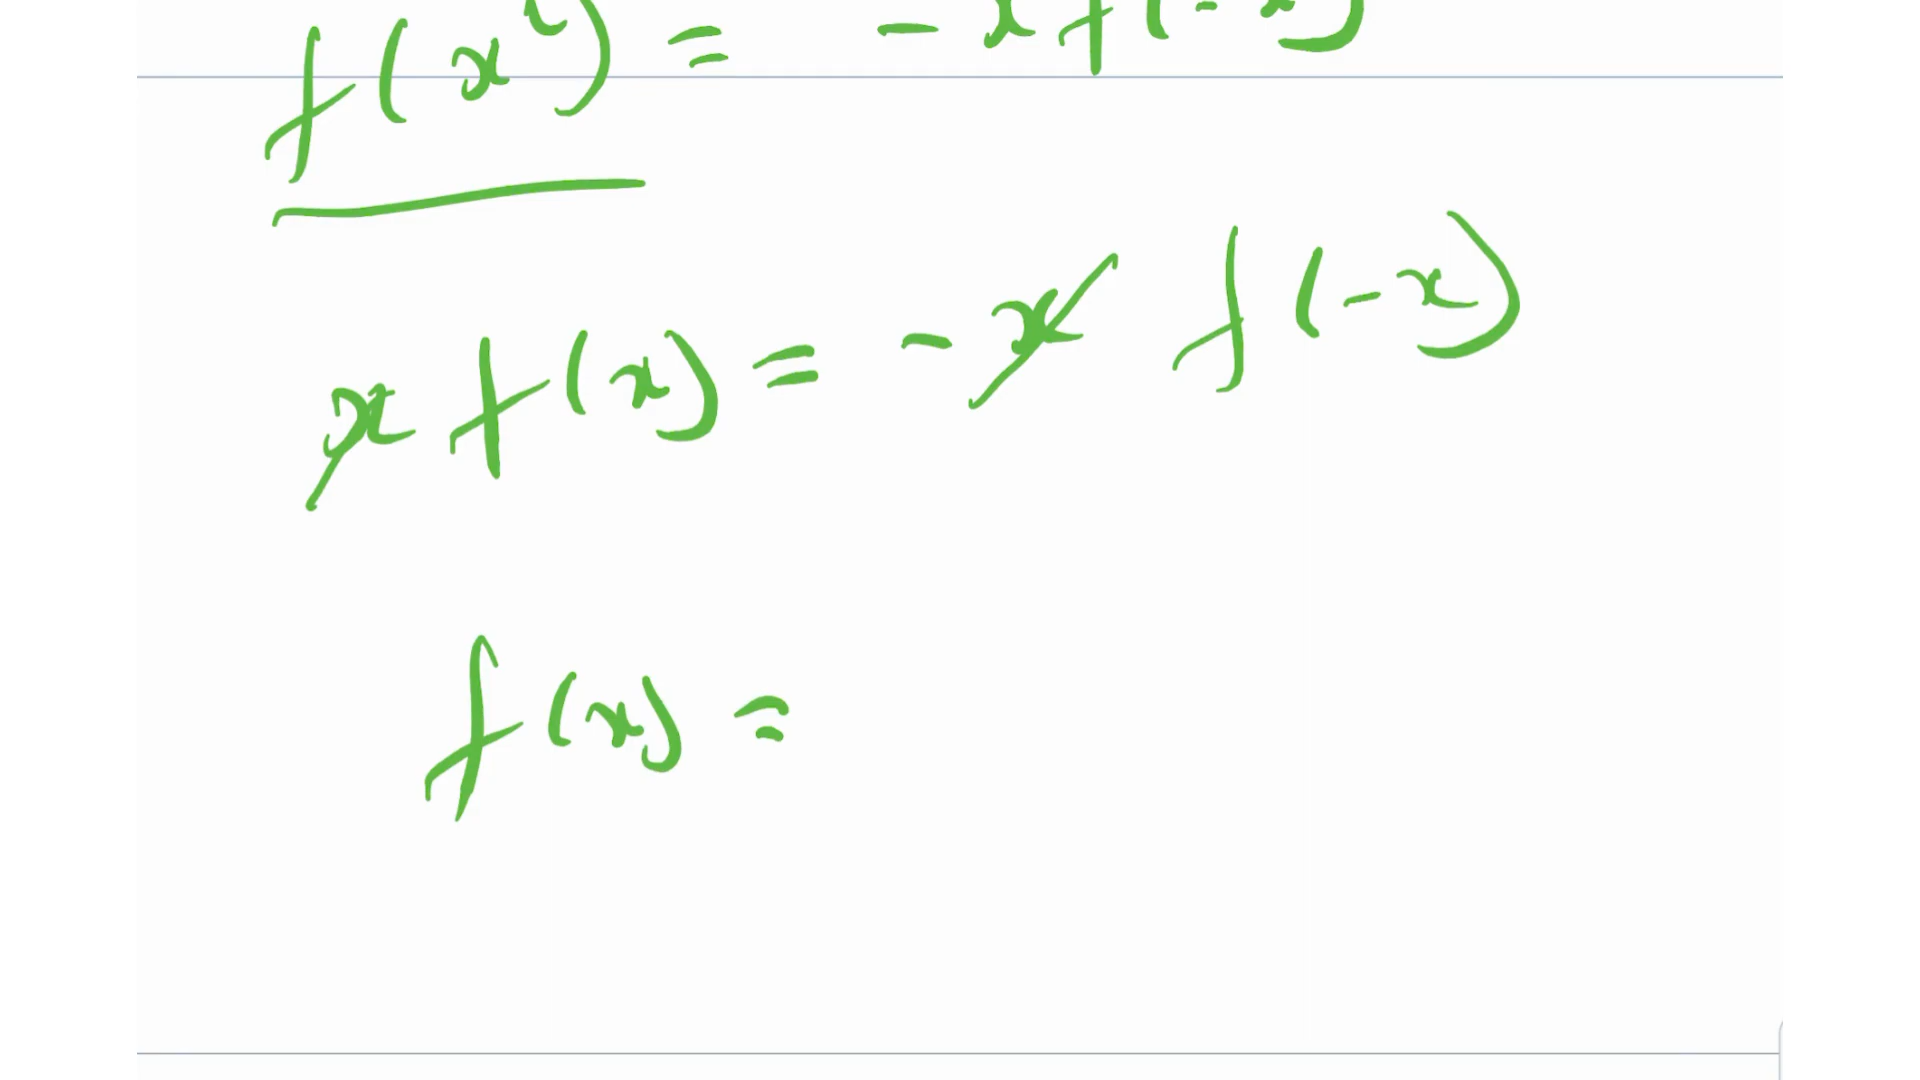 f(x²) = -x f(-x)
x f(x) = -x f(-x)
f(x) =